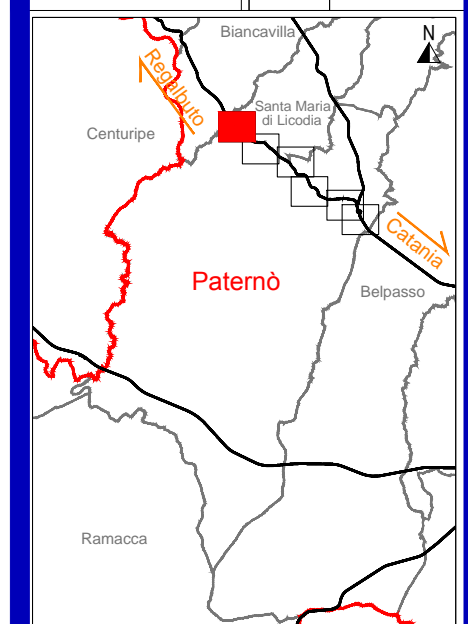 Biancavilla
N
Regalbuto
Santa Maria
di Licodia
Centuripe
Catania
Paternò
Belpasso
Ramacca